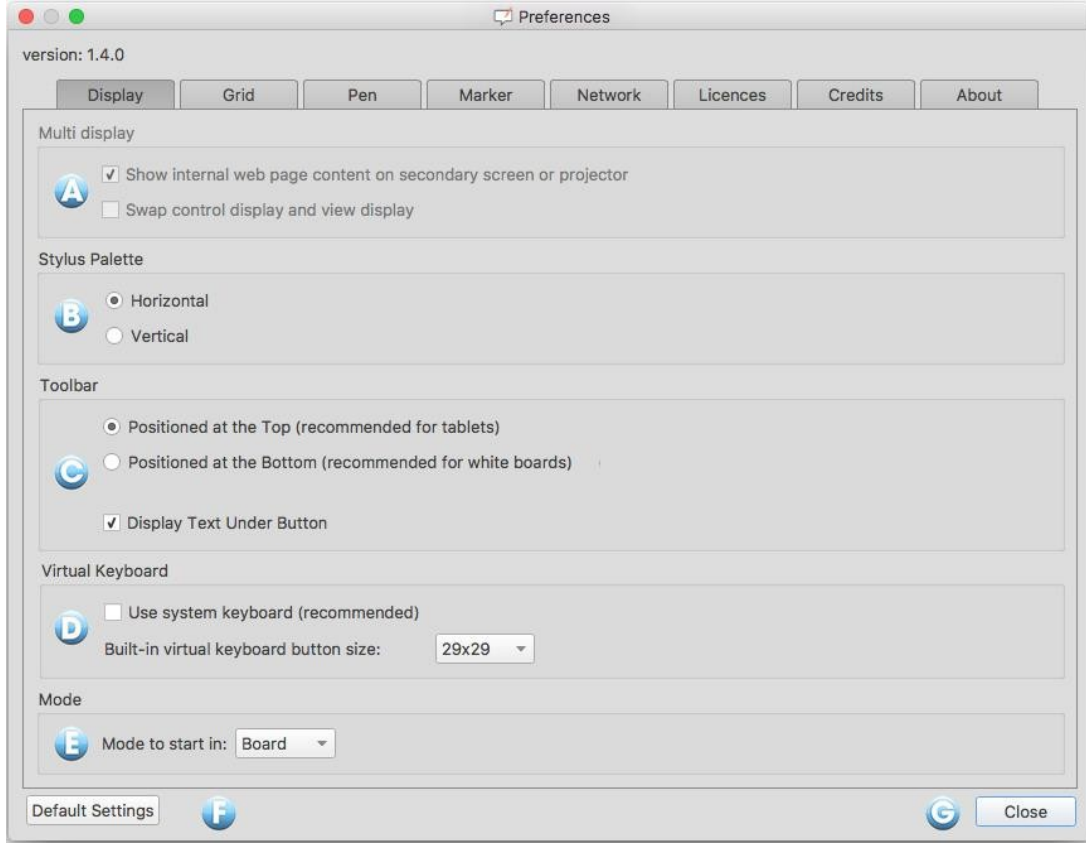 Preferences
version: 1.4.0
Display Grid Pen Marker Network Licences Credits About
Multi display
A
Show internal web page content on secondary screen or projector
Swap control display and view display
Stylus Palette
B
Horizontal
Vertical
Toolbar
Positioned at the Top (recommended for tablets)
C
Positioned at the Bottom (recommended for white boards)
Display Text Under Button
Virtual Keyboard
D
Use system keyboard (recommended)
Built-in virtual keyboard button size: 29x29
Mode
E Mode to start in: Board
Default Settings F G Close